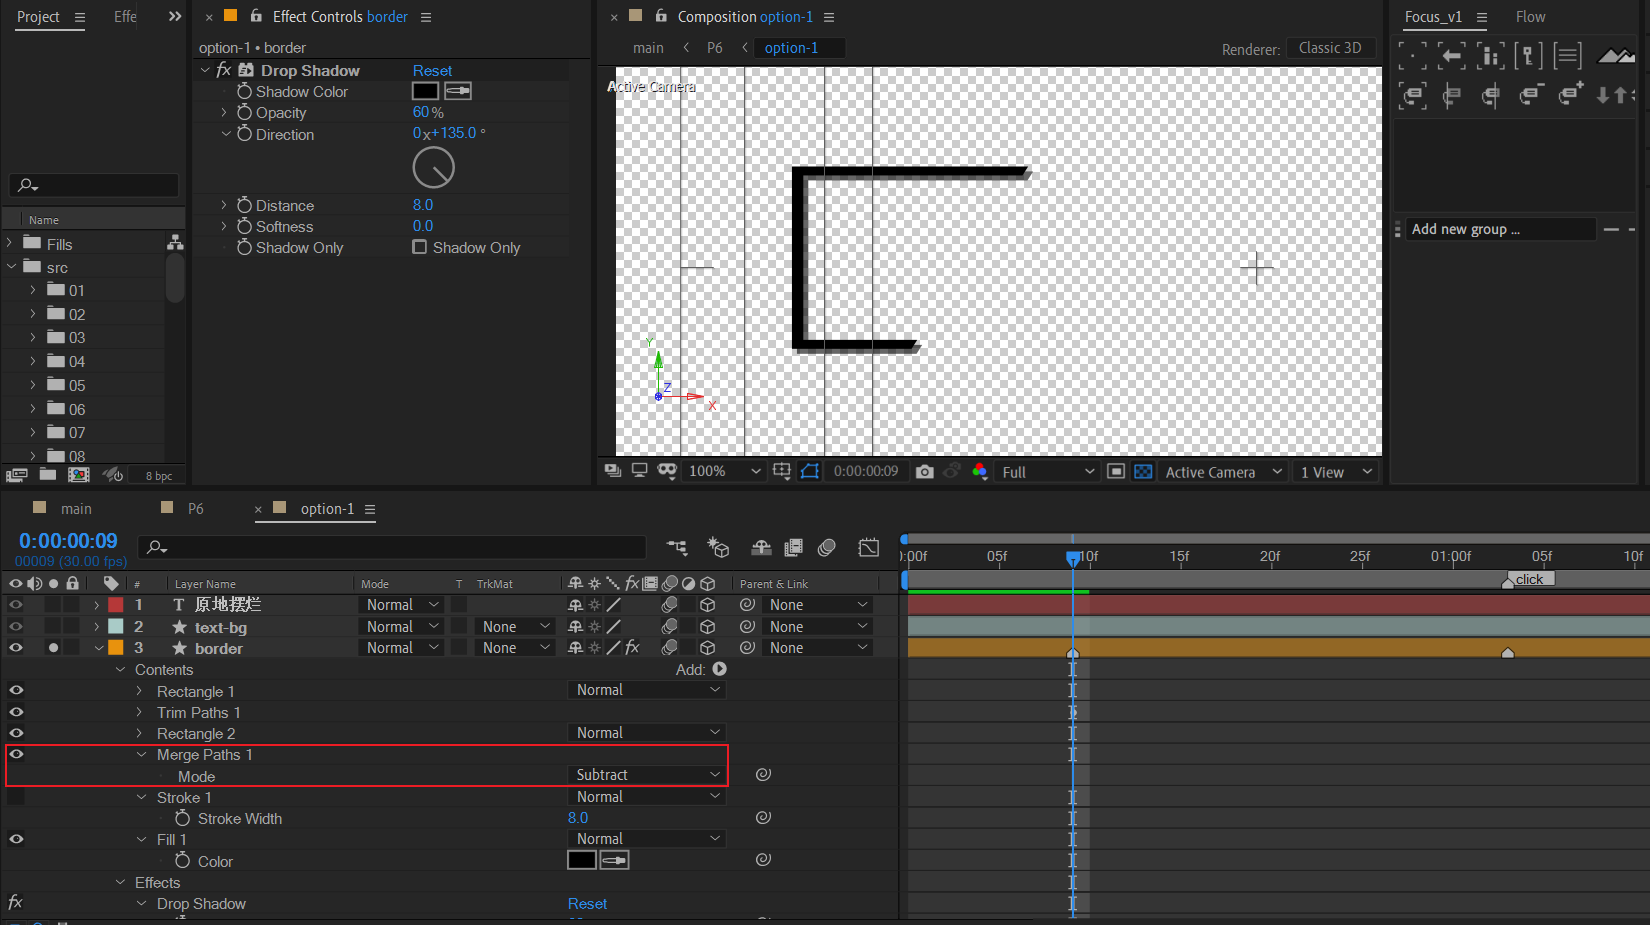 Project
Effe
Effect Controls border
Composition option-1
Focus_v1
Flow
option-1 • border
main
P6
option-1
Renderer:
Classic 3D
fx
Drop Shadow
Reset
Active Camera
Shadow Color
Opacity
60 %
Direction
0x+135.0 °
Distance
8.0
Softness
0.0
Shadow Only
Shadow Only
Name
Add new group ...
Fills
src
01
02
03
04
05
06
07
08
Y
Z
X
8 bpc
100%
0:00:00:09
Full
Active Camera
1 View
main
P6
option-1
0:00:00:09
00009 (30.00 fps)
:00f
05f
10f
15f
20f
25f
01:00f
05f
10f
#
Layer Name
Mode
T
TrkMat
fx
Parent & Link
click
1
T
原地摆烂
Normal
None
2
text-bg
Normal
None
None
3
border
Normal
None
fx
None
Contents
Add:
Rectangle 1
Normal
Trim Paths 1
Rectangle 2
Normal
Merge Paths 1
Mode
Subtract
Stroke 1
Normal
Stroke Width
8.0
Fill 1
Normal
Color
Effects
fx
Drop Shadow
Reset